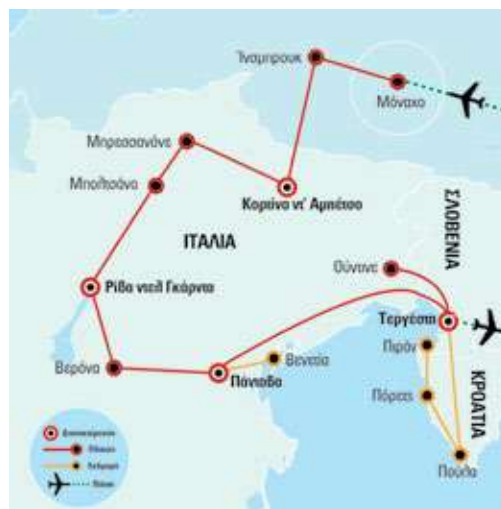 Ίνσμπρουκ
Μόναχο
Μπρεσσανόνε
Μπολτσάνο
Κορτίνα ντ' Αμπέτσο
ΙΤΑΛΙΑ
ΣΛΟΒΕΝΙΑ
Ούντινε
Ρίβα ντελ Γκάρντα
Τεργέστη
Πιράν
Βενετία
Βερόνα
Πάντοβα
ΚΡΟΑΤΙΑ
Πόρετς
Πούλα
Διανυκτέρευση